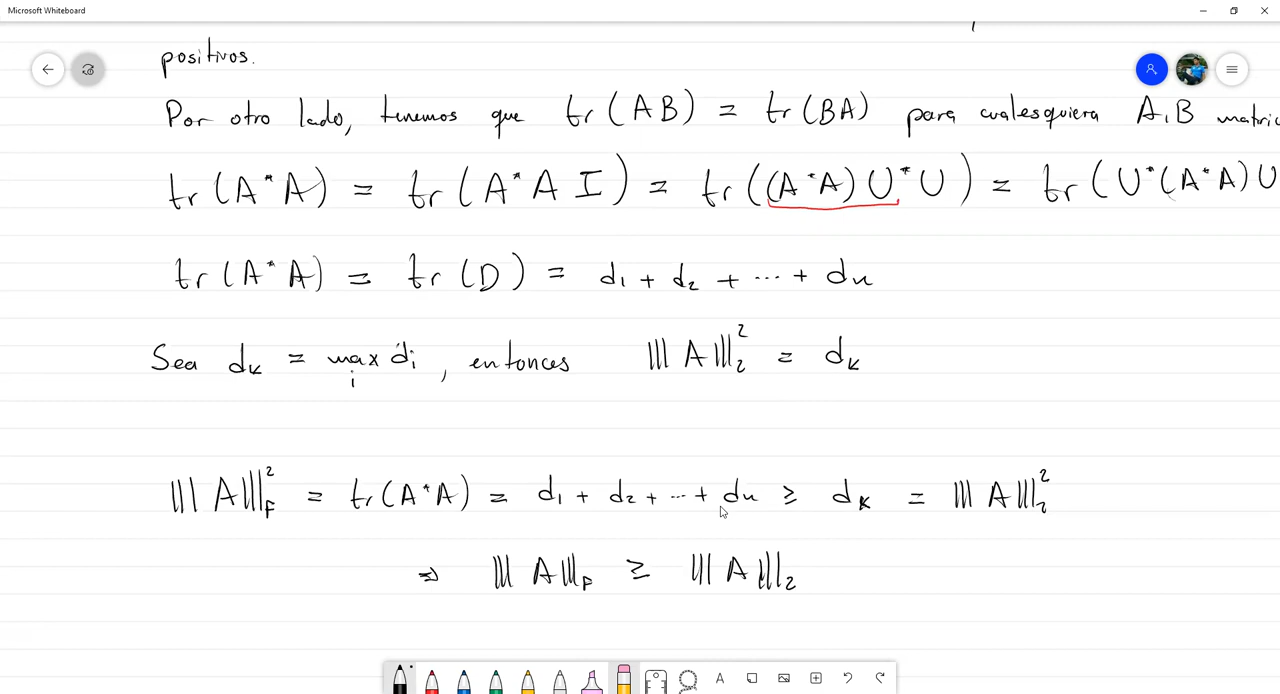 Microsoft Whiteboard
positivos.
Por otro lado, tenemos que tr(AB) = tr(BA) para cualesquiera A, B matric
tr(A*A) = tr(A*A I) = tr((A*A)U*U) = tr(U*(A*A)U
tr(A*A) = tr(D) = d₁ + d₂ + ⋯ + dₙ
Sea dₖ = max dᵢ, entonces |||A|||₂² = dₖ
i
|||A|||_F² = tr(A*A) = d₁ + d₂ + ⋯ + dₙ ≥ dₖ = |||A|||₂²
⇒ |||A|||_F ≥ |||A|||₂
A